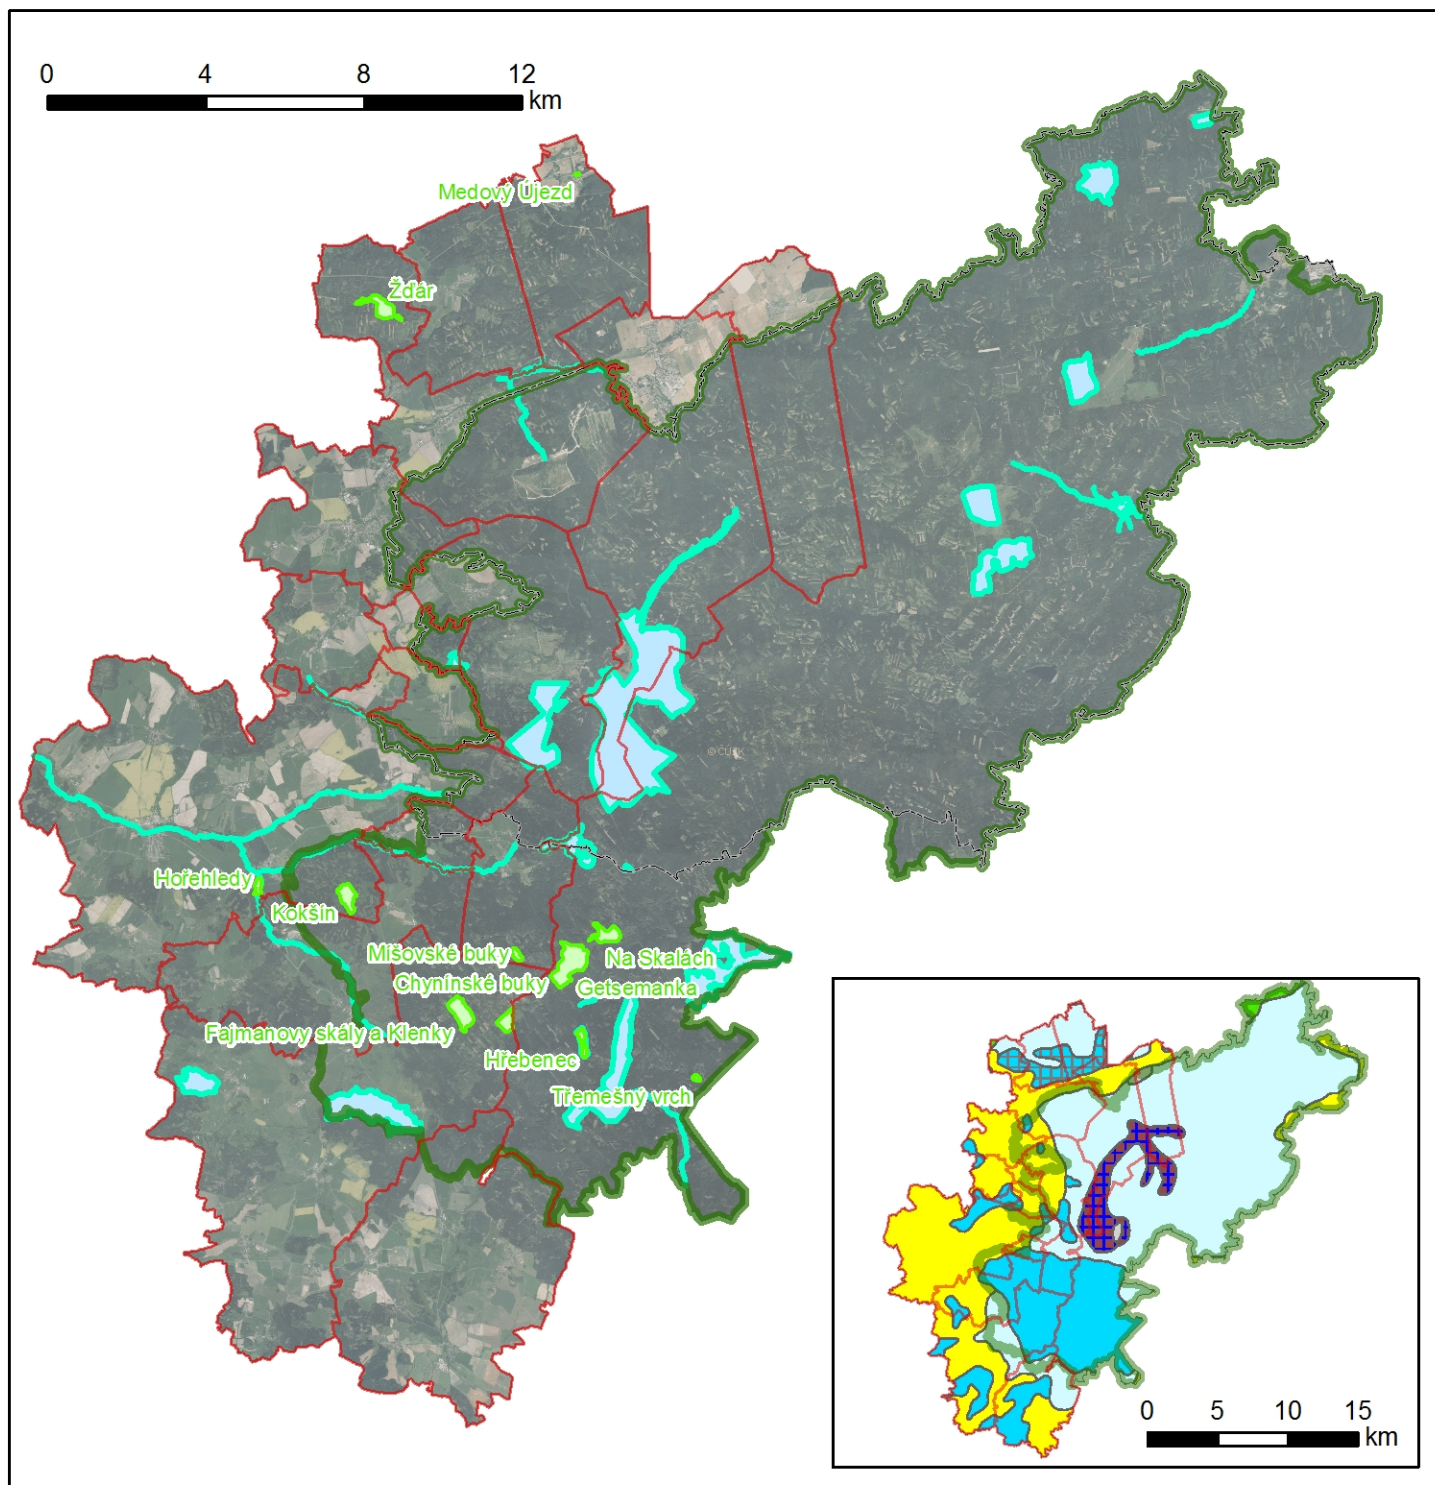 0 4 8 12
km
Medový Újezd
Žďár
©ČÚZK
Hořehledy
Kokšín
Mišovské buky
Na Skalách
Chynínské buky
Getsemanka
Fajmanovy skály a Klenky
Hřebenec
Třemešný vrch
0 5 10 15
km